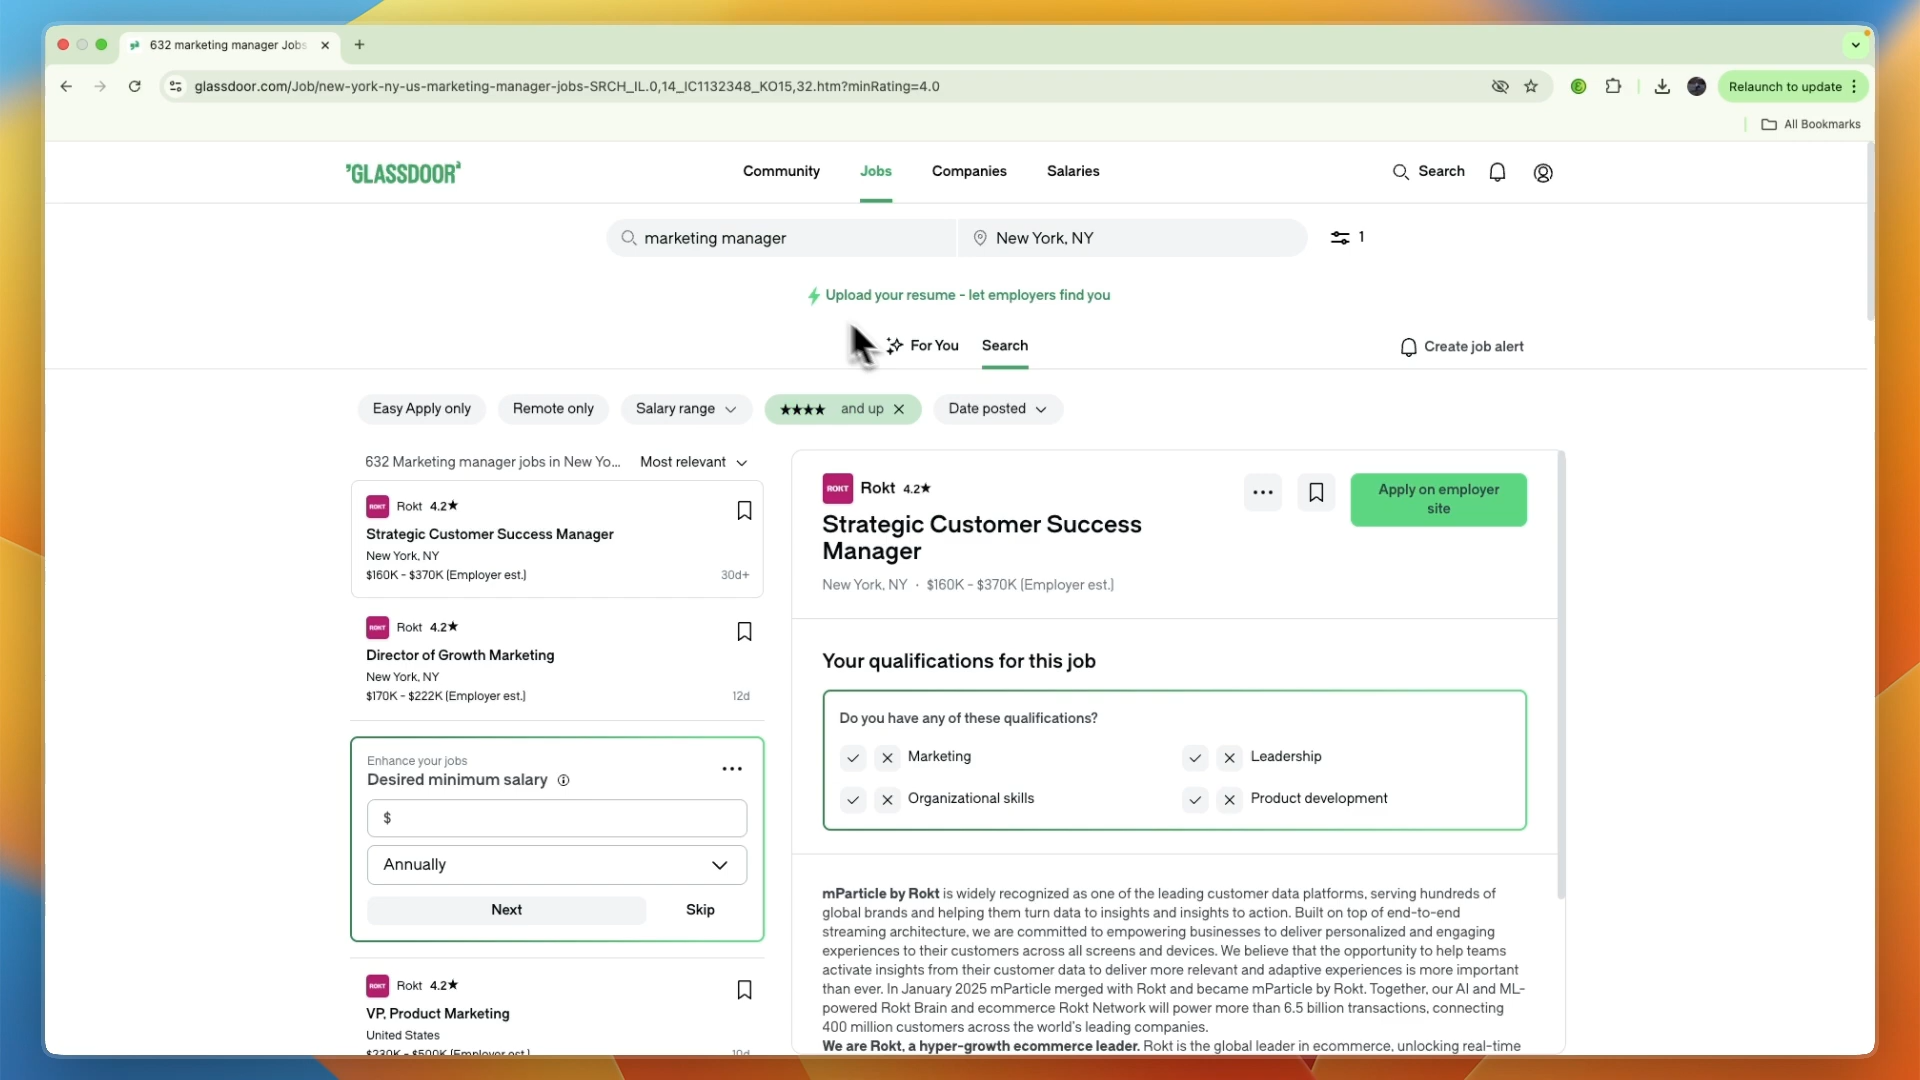 632 marketing manager Jobs
glassdoor.com/Job/new-york-ny-us-marketing-manager-jobs-SRCH_IL.0,14_IC1132348_KO15,32.htm?minRating=4.0
Relaunch to update
All Bookmarks
GLASSDOOR
Community
Jobs
Companies
Salaries
Search
marketing manager
New York, NY
1
Upload your resume - let employers find you
For You
Search
Create job alert
Easy Apply only
Remote only
Salary range
★★★★ and up
Date posted
632 Marketing manager jobs in New Yo...
Most relevant
ROKT
Rokt 4.2★
Strategic Customer Success Manager
New York, NY
$160K - $370K (Employer est.)
30d+
ROKT
Rokt 4.2★
Director of Growth Marketing
New York, NY
$170K - $222K (Employer est.)
12d
Enhance your jobs
Desired minimum salary
$
Annually
Next
Skip
ROKT
Rokt 4.2★
VP, Product Marketing
United States
$230K - $500K (Employer est.)
10d
ROKT
Rokt 4.2★
Strategic Customer Success
Manager
New York, NY · $160K - $370K (Employer est.)
Apply on employer
site
Your qualifications for this job
Do you have any of these qualifications?
Marketing
Leadership
Organizational skills
Product development
mParticle by Rokt is widely recognized as one of the leading customer data platforms, serving hundreds of
global brands and helping them turn data to insights and insights to action. Built on top of end-to-end
streaming architecture, we are committed to empowering businesses to deliver personalized and engaging
experiences to their customers across all screens and devices. We believe that the opportunity to help teams
activate insights from their customer data to deliver more relevant and adaptive experiences is more important
than ever. In January 2025 mParticle merged with Rokt and became mParticle by Rokt. Together, our AI and ML-
powered Rokt Brain and ecommerce Rokt Network will power more than 6.5 billion transactions, connecting
400 million customers across the world's leading companies.
We are Rokt, a hyper-growth ecommerce leader. Rokt is the global leader in ecommerce, unlocking real-time